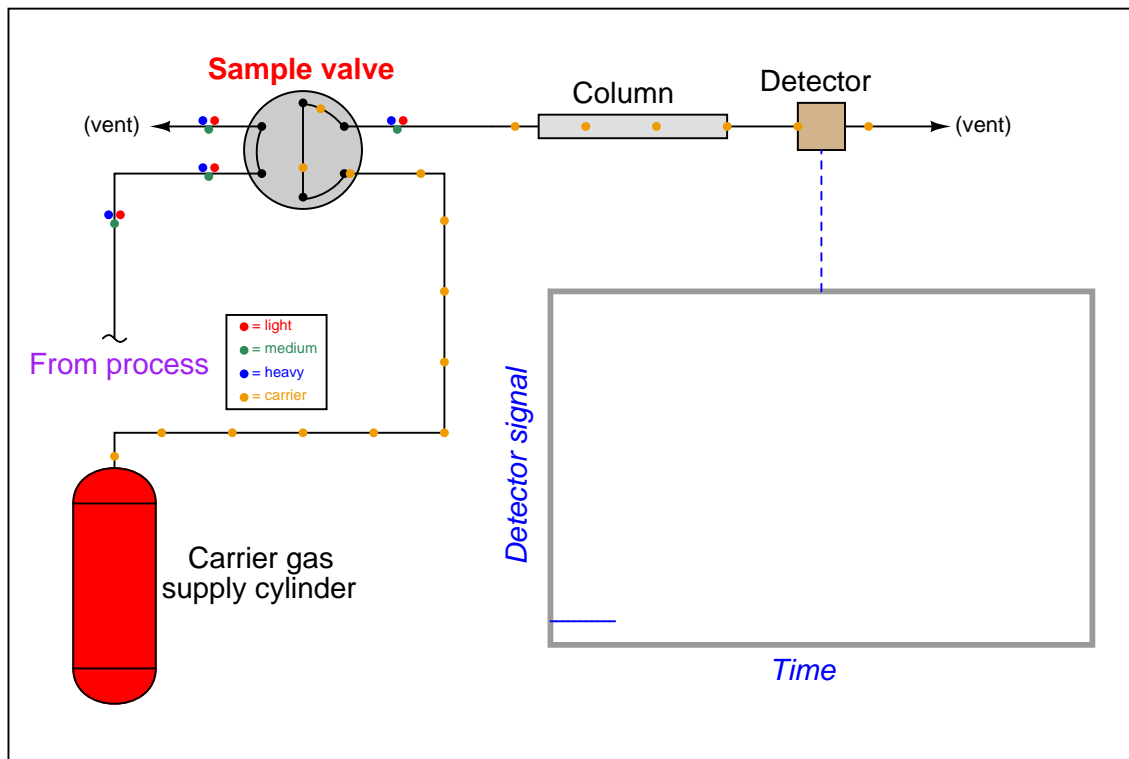 Sample valve
Column
Detector
(vent)
(vent)
From process
= light
= medium
= heavy
= carrier
Carrier gas
supply cylinder
Detector signal
Time